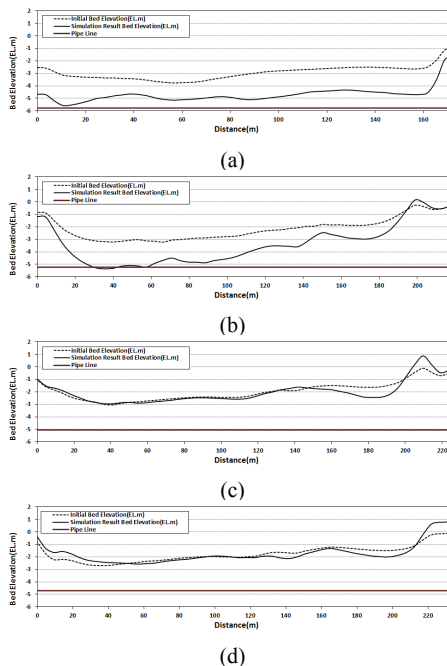 2
1
0
-1
-2
-3
-4
-5
-6
Bed Elevation(EL.m)
Initial Bed Elevation(EL.m)
Simulation Result Bed Elevation(EL.m)
Pipe Line
0 20 40 60 80 100 120 140 160
Distance(m)
(a)
2
1
0
-1
-2
-3
-4
-5
-6
Bed Elevation(EL.m)
Initial Bed Elevation(EL.m)
Simulation Result Bed Elevation(EL.m)
Pipe Line
0 20 40 60 80 100 120 140 160 180 200
Distance(m)
(b)
2
1
0
-1
-2
-3
-4
-5
-6
Bed Elevation(EL.m)
Initial Bed Elevation(EL.m)
Simulation Result Bed Elevation(EL.m)
Pipe Line
0 20 40 60 80 100 120 140 160 180 200 220
Distance(m)
(c)
2
1
0
-1
-2
-3
-4
-5
-6
Bed Elevation(EL.m)
Initial Bed Elevation(EL.m)
Simulation Result Bed Elevation(EL.m)
Pipe Line
0 20 40 60 80 100 120 140 160 180 200 220
Distance(m)
(d)